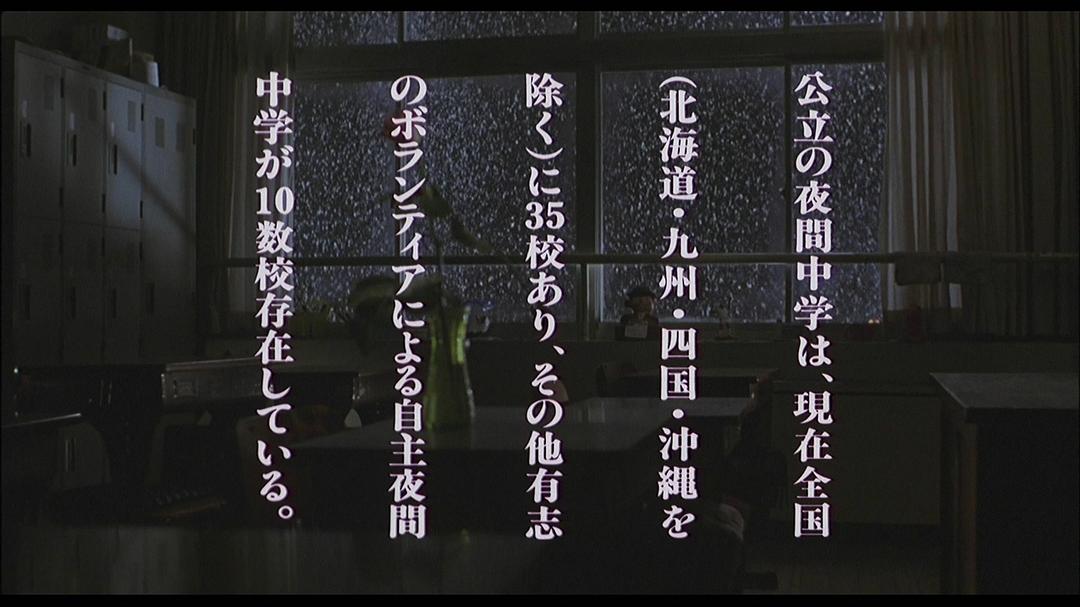 公立の夜間中学は、現在全国
（北海道・九州・四国・沖縄を
除く）に35校あり、その他有志
のボランティアによる自主夜間
中学が10数校存在している。